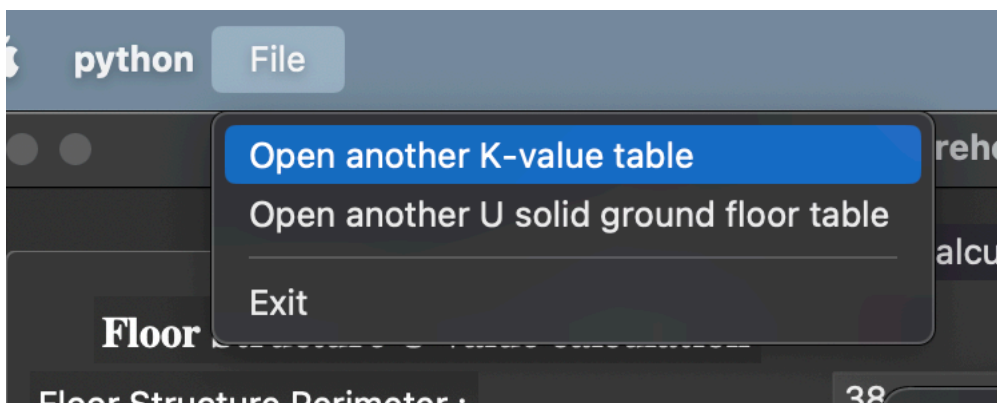 python File
Open another K-value table
Open another U solid ground floor table
Exit
Floor
Floor Structure Perimeter :
38